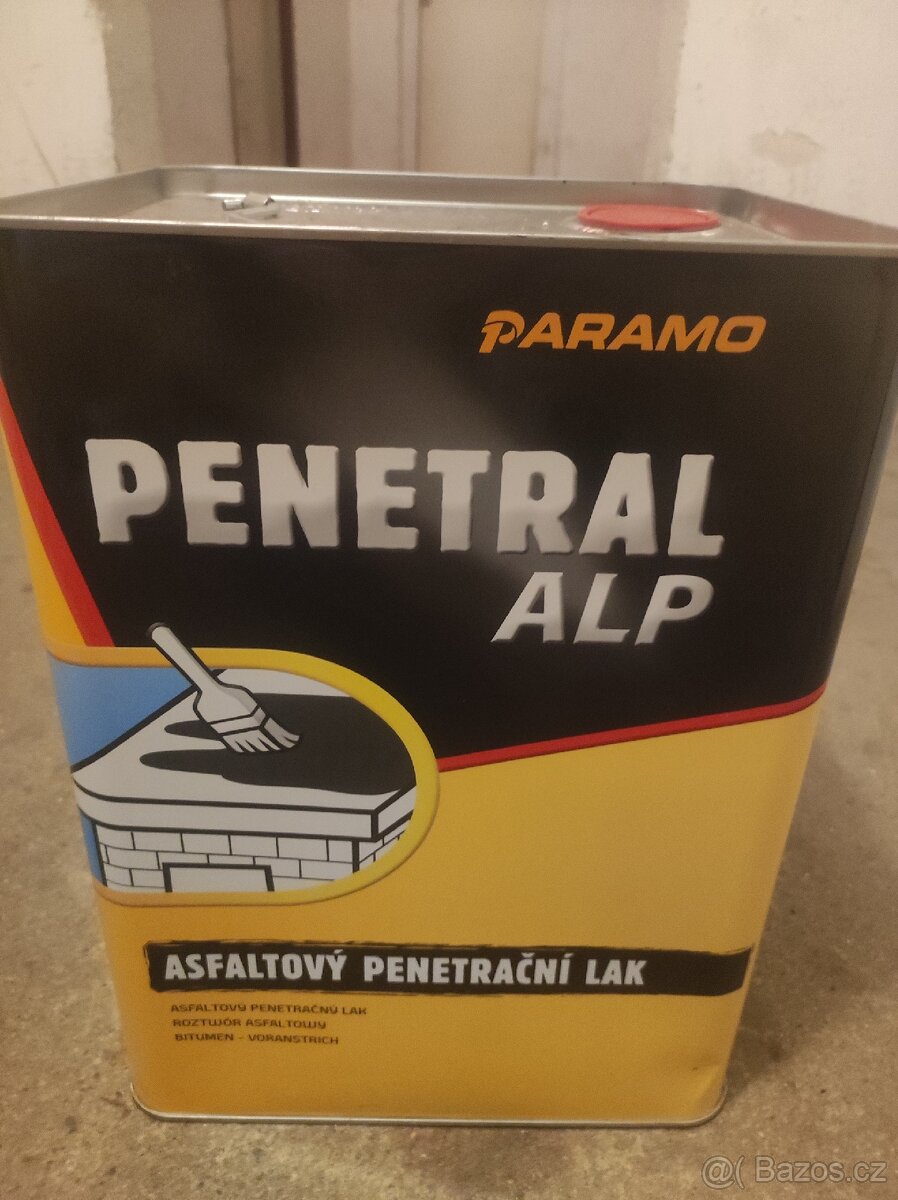 PARAMO
PENETRAL
ALP
ASFALTOVÝ PENETRAČNÍ LAK
ASFALTOVÝ PENETRAČNÝ LAK
ROZTWÓR ASFALTOWY
BITUMEN - VORANSTRICH
@( Bazos.cz